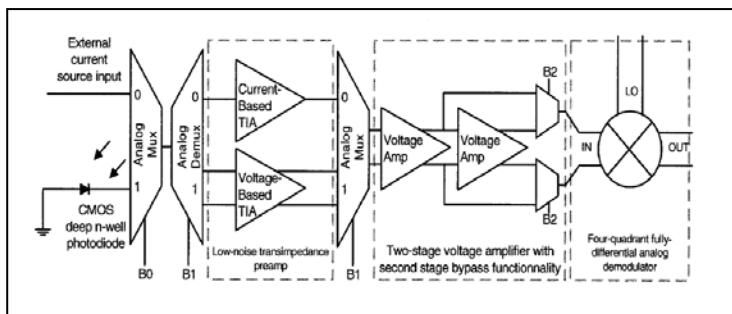 External
current
source input
0
1
Analog
Mux
Analog
Demux
0
1
Current-
Based
TIA
Voltage-
Based
TIA
0
1
Analog
Mux
Voltage
Amp
Voltage
Amp
B2
B2
LO
IN
OUT
CMOS
deep n-well
photodiode
B0
B1
Low-noise transimpedance
preamp
B1
Two-stage voltage amplifier with
second stage bypass functionnality
Four-quadrant fully-
differential analog
demodulator